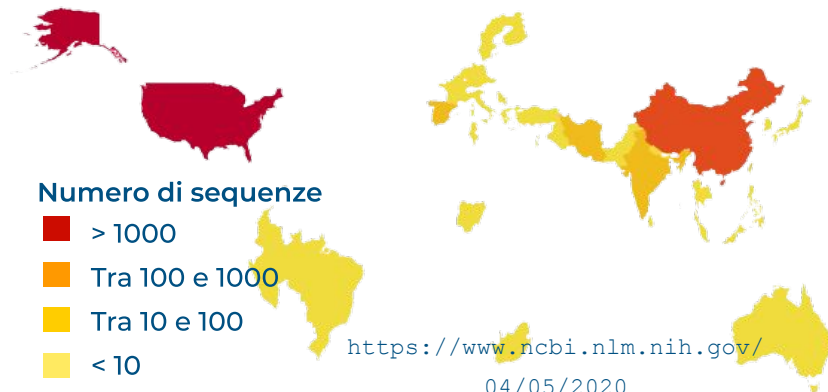 Numero di sequenze
> 1000
Tra 100 e 1000
Tra 10 e 100
< 10
https://www.ncbi.nlm.nih.gov/
04/05/2020